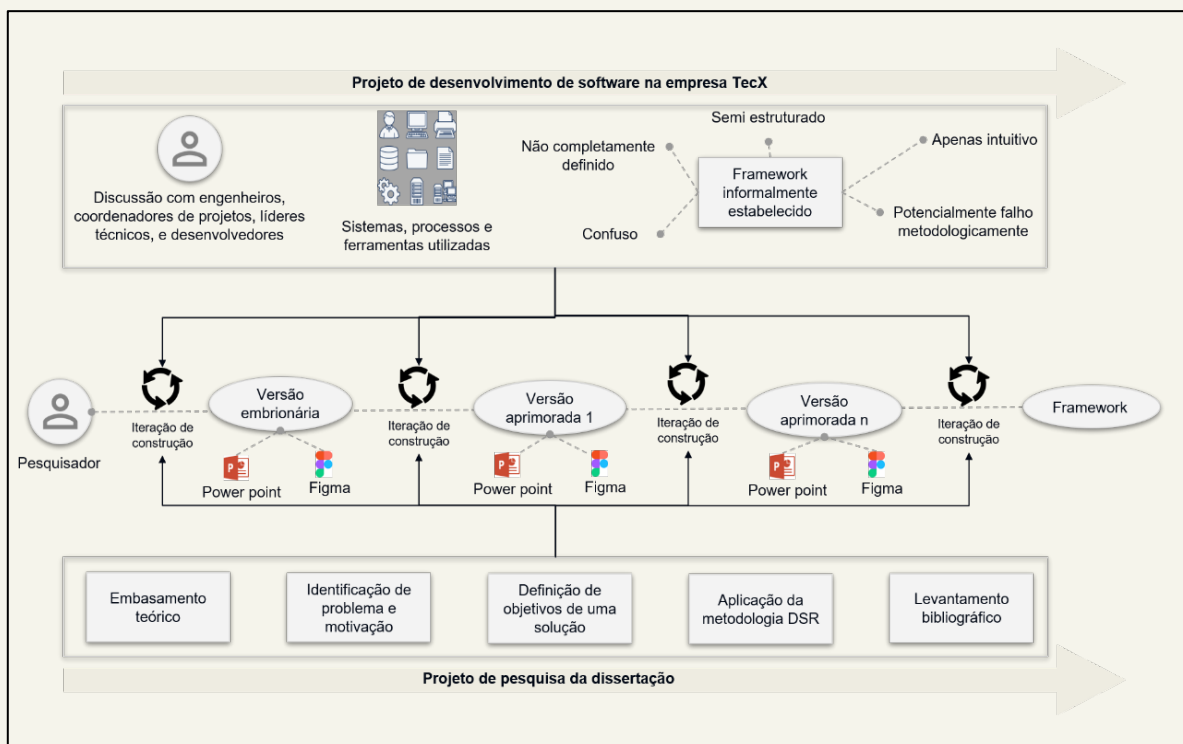 Projeto de desenvolvimento de software na empresa TecX
Discussão com engenheiros,
coordenadores de projetos, líderes
técnicos, e desenvolvedores
Sistemas, processos e
ferramentas utilizadas
Não completamente
definido
Semi estruturado
Apenas intuitivo
Framework
informalmente
estabelecido
Confuso
Potencialmente falho
metodologicamente
Pesquisador
Iteração de
construção
Versão
embrionária
P
Power point
Figma
Iteração de
construção
Versão
aprimorada 1
P
Power point
Figma
Iteração de
construção
Versão
aprimorada n
P
Power point
Figma
Iteração de
construção
Framework
Embasamento
teórico
Identificação de
problema e
motivação
Definição de
objetivos de uma
solução
Aplicação da
metodologia DSR
Levantamento
bibliográfico
Projeto de pesquisa da dissertação